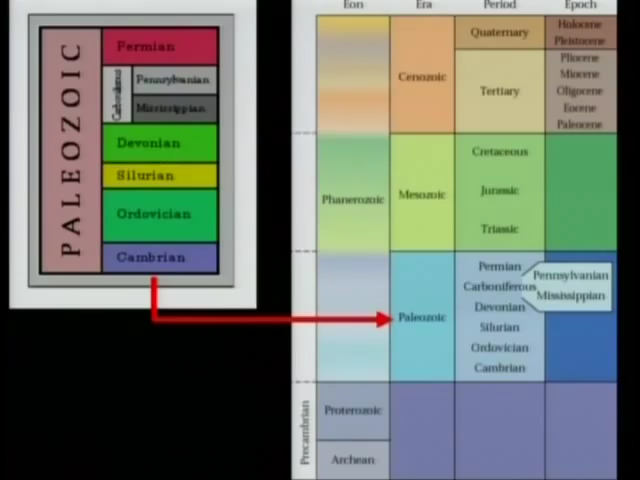 PALEOZOIC
Permian
Carboniferous
Pennsylvanian
Mississippian
Devonian
Silurian
Ordovician
Cambrian
Eon Era Period Epoch
Phanerozoic
Cenozoic
Quaternary
Holocene
Pleistocene
Tertiary
Pliocene
Miocene
Oligocene
Eocene
Paleocene
Mesozoic
Cretaceous
Jurassic
Triassic
Paleozoic
Permian
Carboniferous
Pennsylvanian
Mississippian
Devonian
Silurian
Ordovician
Cambrian
Precambrian
Proterozoic
Archean